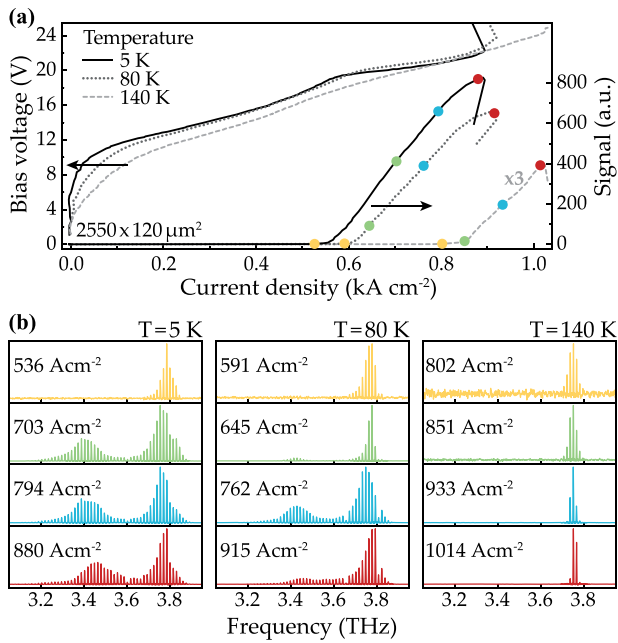 (a)
24
20
16
12
8
4
0
Bias voltage (V)
Temperature
5 K
80 K
140 K
2550 x 120 μm²
x3
800
600
400
200
0
Signal (a.u.)
0.0 0.2 0.4 0.6 0.8 1.0
Current density (kA cm⁻²)
(b)
T = 5 K T = 80 K T = 140 K
536 Acm⁻² 591 Acm⁻² 802 Acm⁻²
703 Acm⁻² 645 Acm⁻² 851 Acm⁻²
794 Acm⁻² 762 Acm⁻² 933 Acm⁻²
880 Acm⁻² 915 Acm⁻² 1014 Acm⁻²
3.2 3.4 3.6 3.8 3.2 3.4 3.6 3.8 3.2 3.4 3.6 3.8
Frequency (THz)